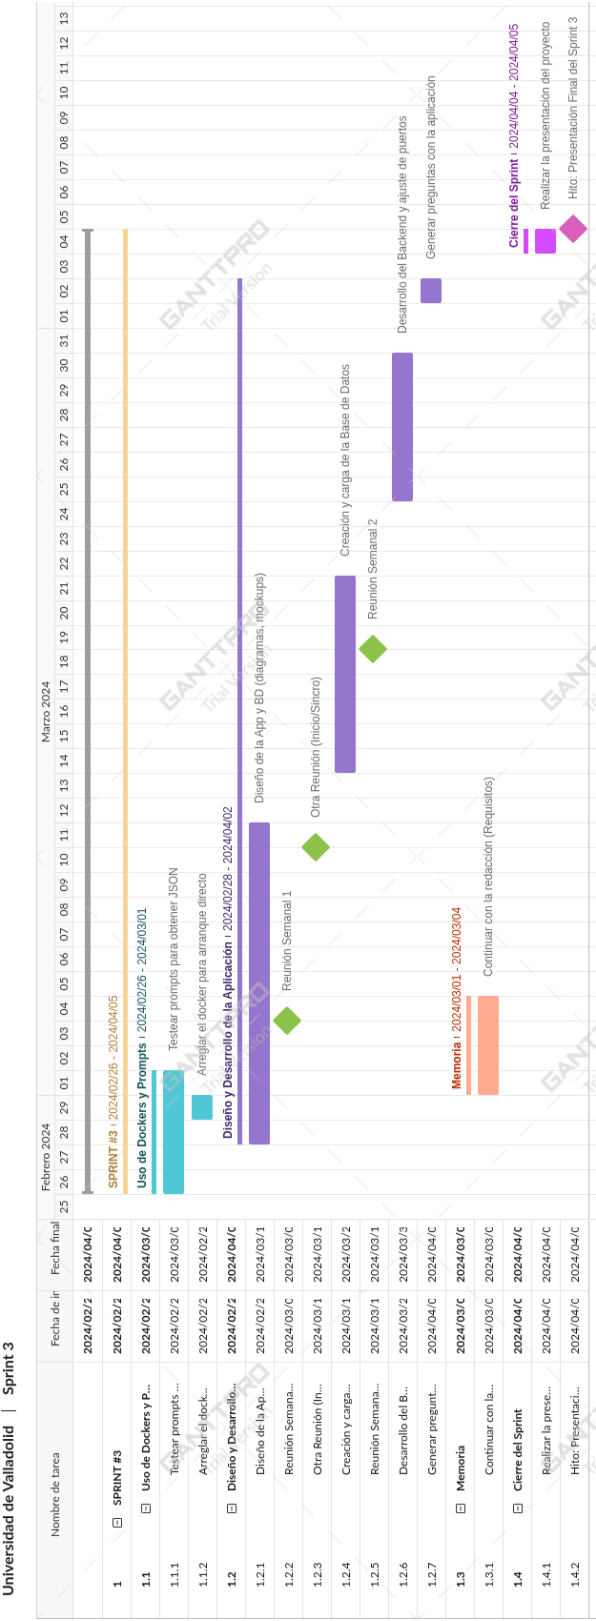 Universidad de Valladolid | Sprint 3
Nombre de tarea Fecha de ir Fecha final Febrero 2024 Marzo 2024
25 26 27 28 29 01 02 03 04 05 06 07 08 09 10 11 12 13 14 15 16 17 18 19 20 21 22 23 24 25 26 27 28 29 30 31 01 02 03 04 05 06 07 08 09 10 11 12 13
2024/02/2 2024/04/0
1 SPRINT #3 2024/02/2 2024/04/0 SPRINT #3 ı 2024/02/26 - 2024/04/05
1.1 Uso de Dockers y P... 2024/02/2 2024/03/0 Uso de Dockers y Prompts ı 2024/02/26 - 2024/03/01
1.1.1 Testear prompts ... 2024/02/2 2024/03/0 Testear prompts para obtener JSON
1.1.2 Arreglar el dock... 2024/02/2 2024/02/2 Arreglar el docker para arranque directo
1.2 Diseño y Desarrollo... 2024/02/2 2024/04/0 Diseño y Desarrollo de la Aplicación ı 2024/02/28 - 2024/04/02
1.2.1 Diseño de la Ap... 2024/02/2 2024/03/1 Diseño de la App y BD (diagramas, mockups)
1.2.2 Reunión Semana... 2024/03/0 2024/03/0 Reunión Semanal 1
1.2.3 Otra Reunión (In... 2024/03/1 2024/03/1 Otra Reunión (Inicio/Sincro)
1.2.4 Creación y carga... 2024/03/1 2024/03/2 Creación y carga de la Base de Datos
1.2.5 Reunión Semana... 2024/03/1 2024/03/1 Reunión Semanal 2
1.2.6 Desarrollo del B... 2024/03/2 2024/03/3 Desarrollo del Backend y ajuste de puertos
1.2.7 Generar pregunt... 2024/04/0 2024/04/0 Generar preguntas con la aplicación
1.3 Memoria 2024/03/0 2024/03/0 Memoria ı 2024/03/01 - 2024/03/04
1.3.1 Continuar con la... 2024/03/0 2024/03/0 Continuar con la redacción (Requisitos)
1.4 Cierre del Sprint 2024/04/0 2024/04/0 Cierre del Sprint ı 2024/04/04 - 2024/04/05
1.4.1 Realizar la prese... 2024/04/0 2024/04/0 Realizar la presentación del proyecto
1.4.2 Hito: Presentaci... 2024/04/0 2024/04/0 Hito: Presentación Final del Sprint 3
GANTTPRO
Trial Version
GANTTPRO
Trial Version
GANTTPRO
Trial Version
GANTTPRO
Trial Version